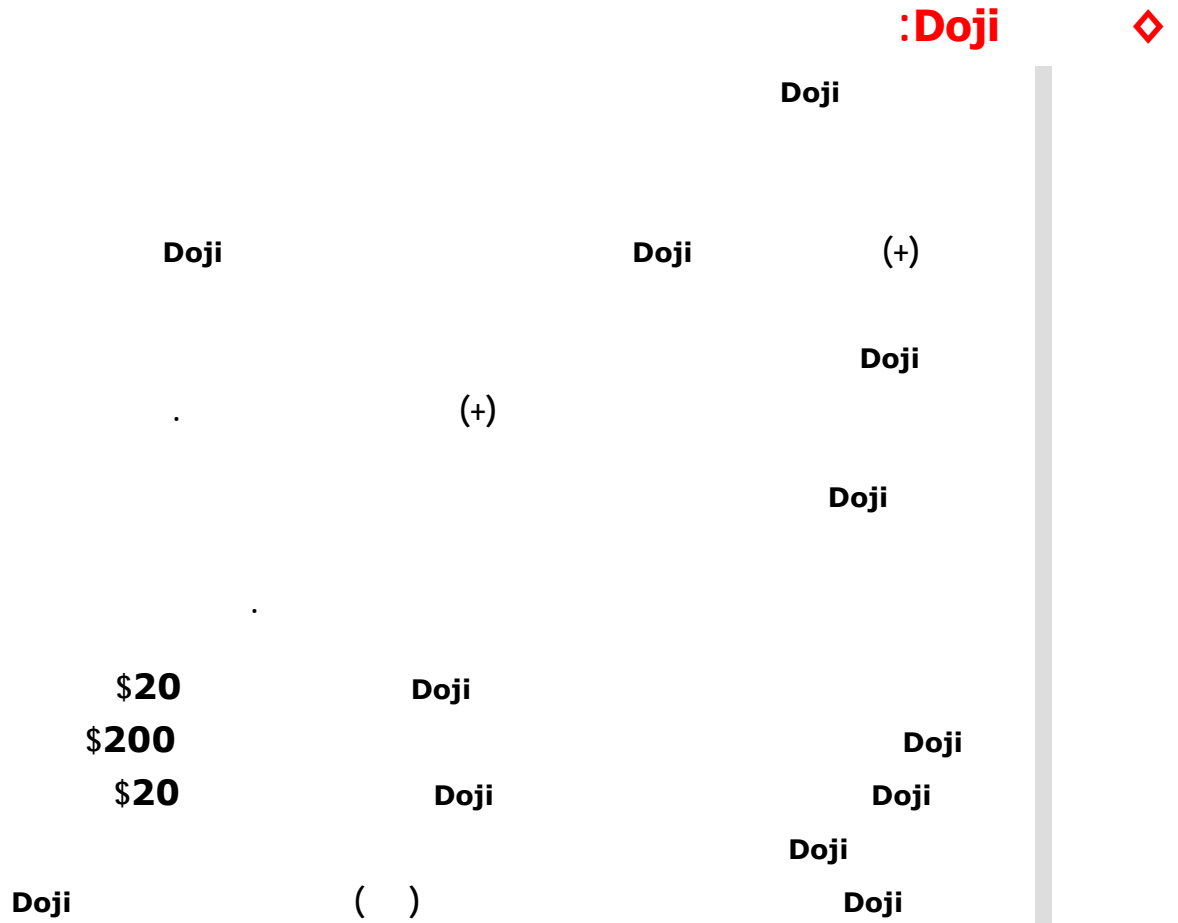 ◊ Doji:
Doji
(+) Doji Doji
Doji
(+) .
Doji
.
Doji $20
Doji $200
Doji Doji $20
Doji
Doji ( ) Doji